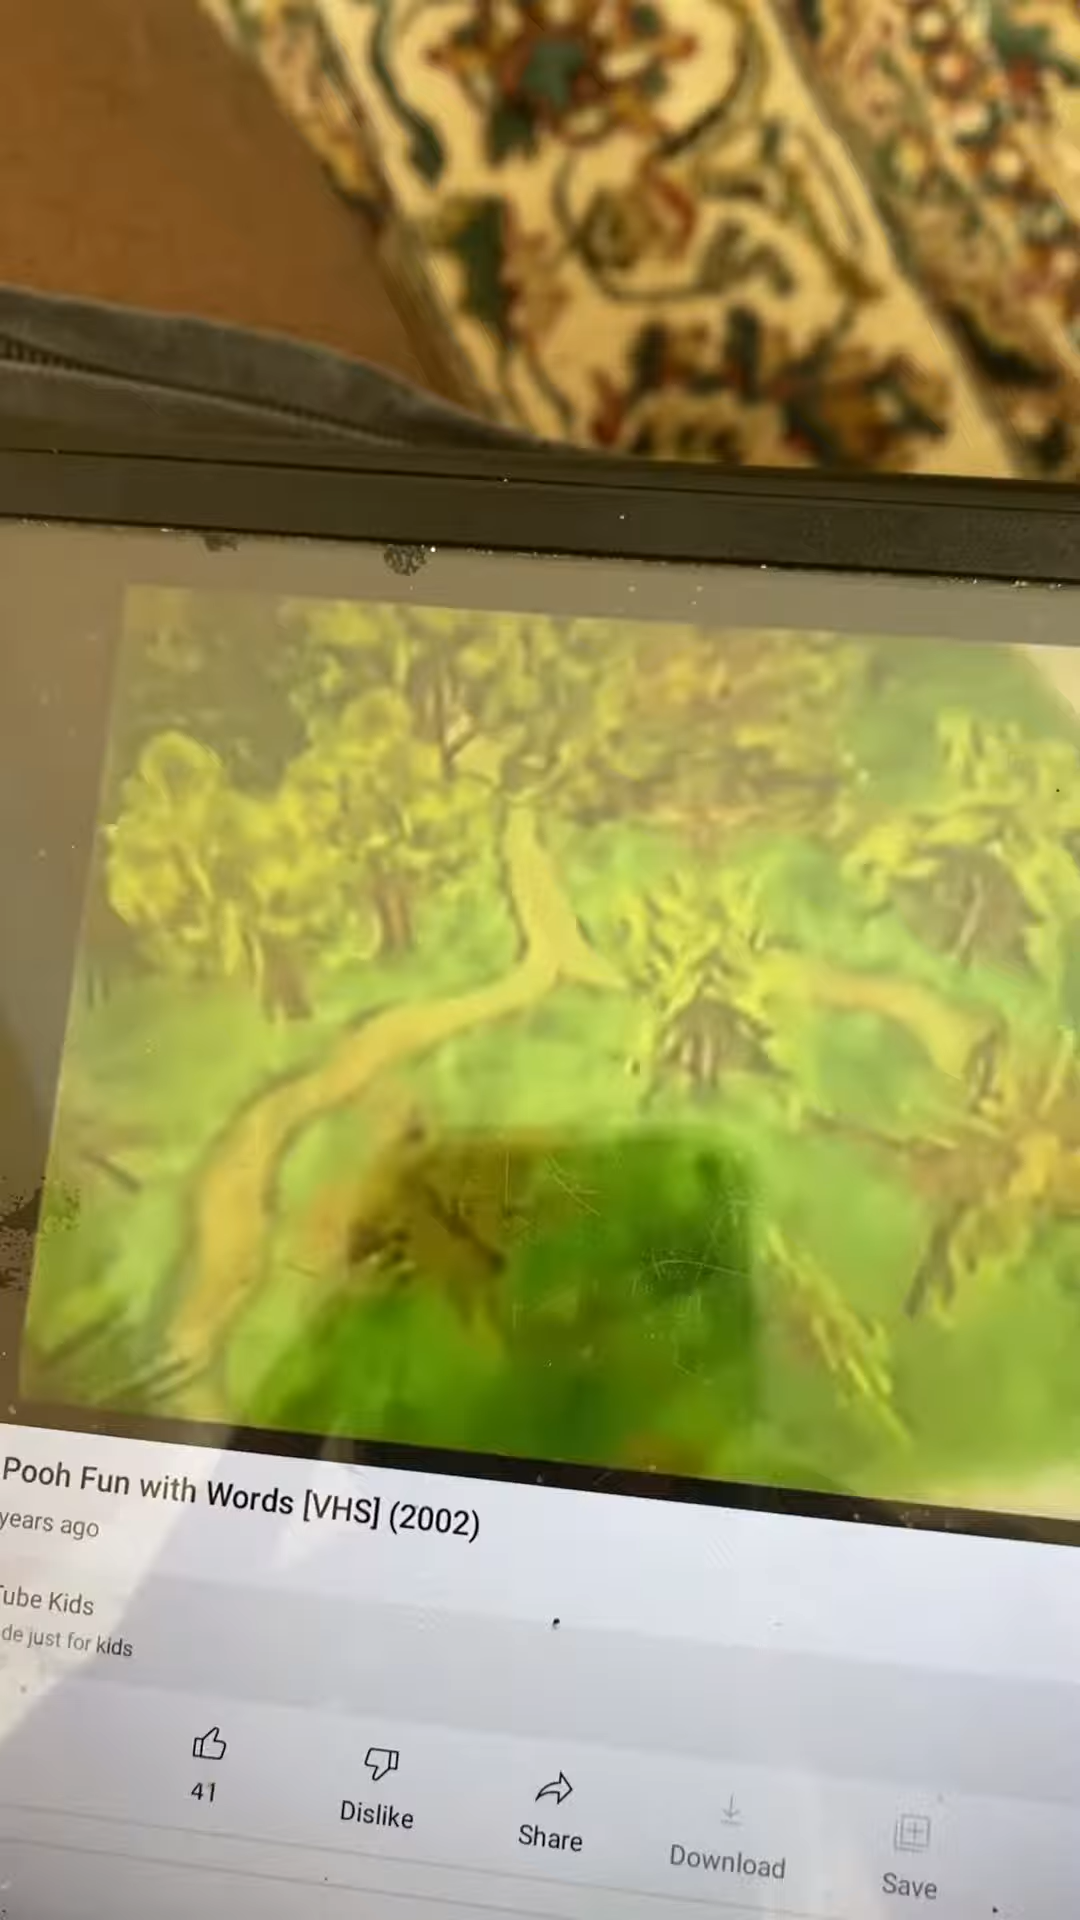 Pooh Fun with Words [VHS] (2002)
years ago
ube Kids
de just for kids
41
Dislike
Share
Download
Save